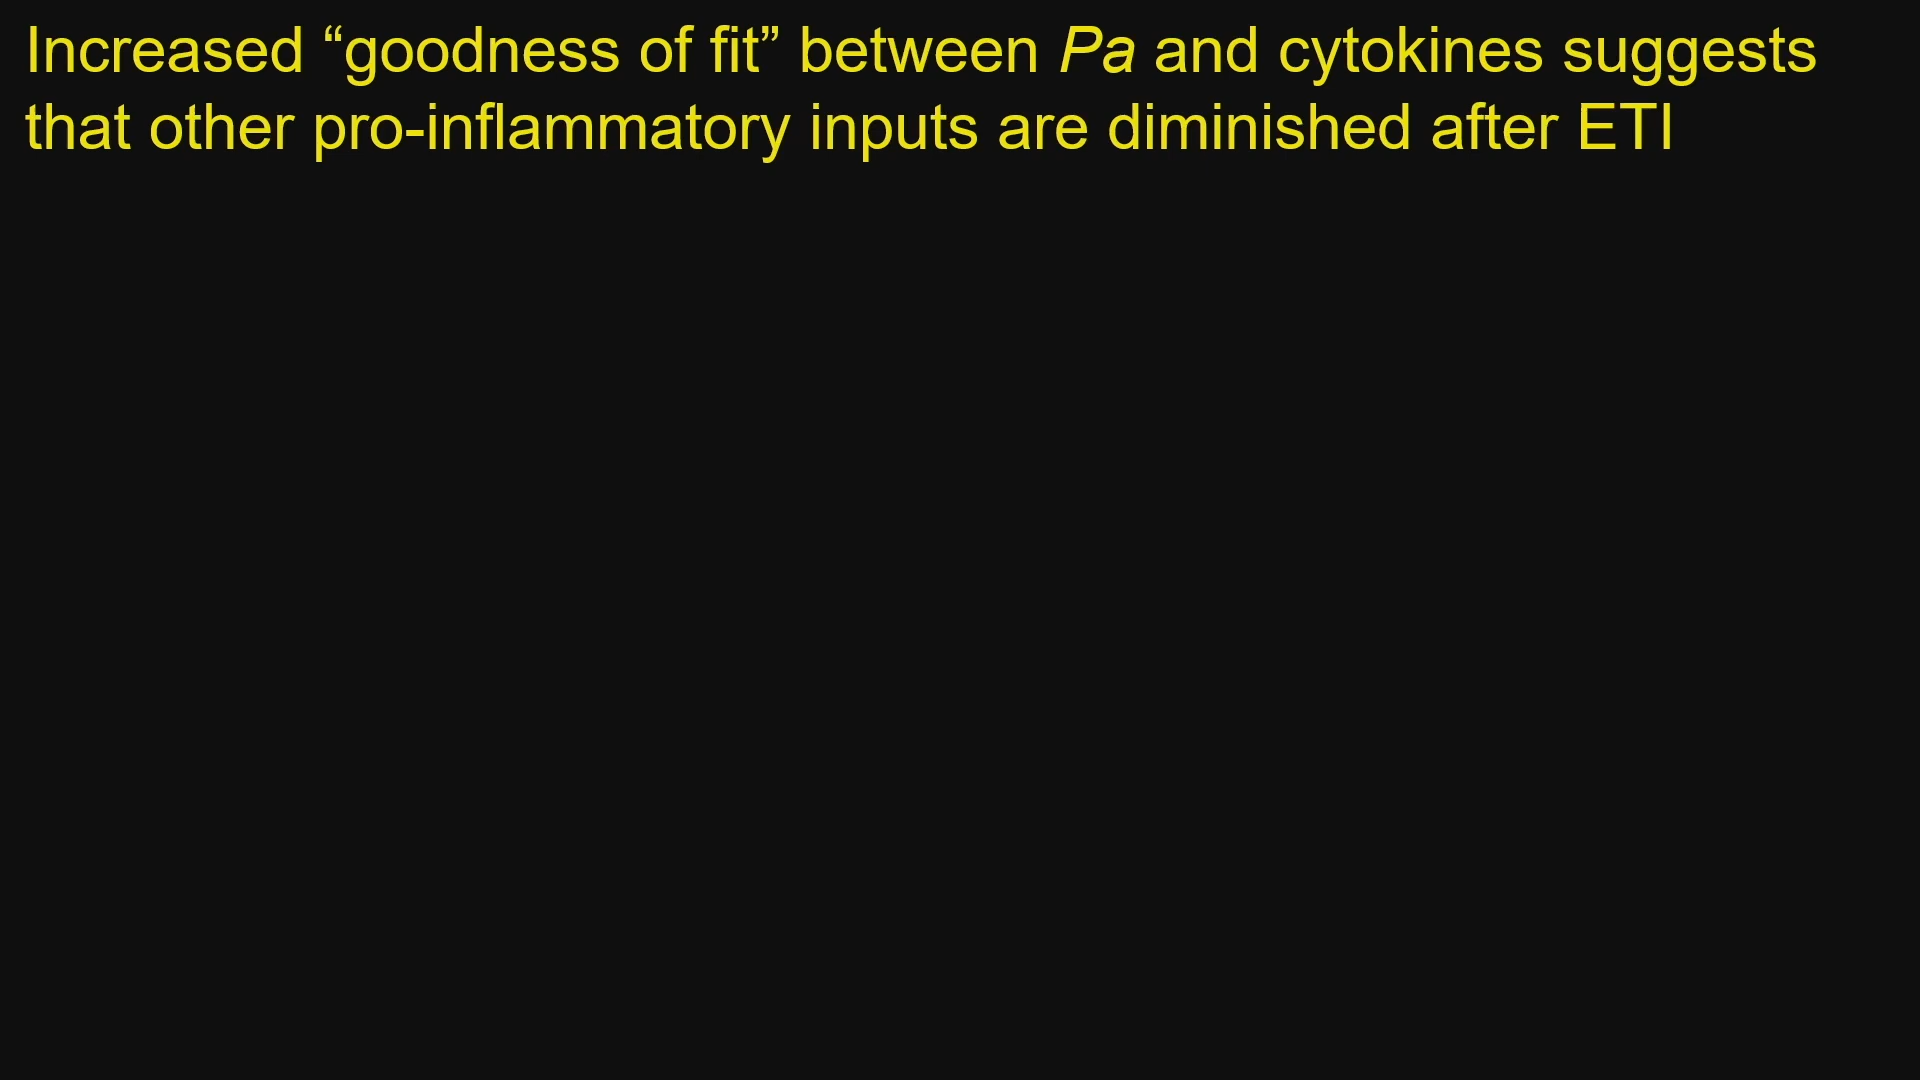 Increased “goodness of fit” between Pa and cytokines suggests
that other pro-inflammatory inputs are diminished after ETI